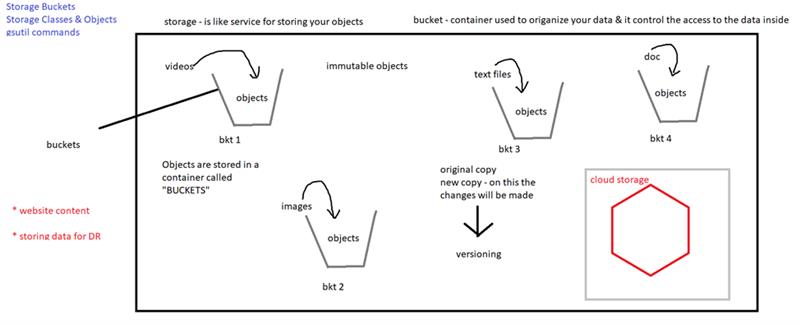 Storage Buckets
Storage Classes & Objects
gsutil commands
storage - is like service for storing your objects
bucket - container used to origanize your data & it control the access to the data inside
videos
objects
bkt 1
immutable objects
text files
objects
bkt 3
doc
objects
bkt 4
buckets
Objects are stored in a
container called
"BUCKETS"
original copy
new copy - on this the
changes will be made
versioning
cloud storage
* website content
* storing data for DR
images
objects
bkt 2